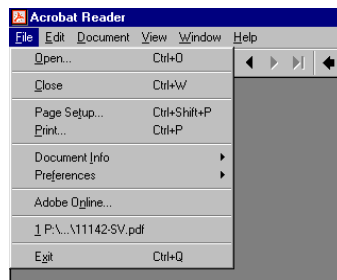 Acrobat Reader
File Edit Document View Window Help
Open... Ctrl+O
Close Ctrl+W
Page Setup... Ctrl+Shift+P
Print... Ctrl+P
Document Info
Preferences
Adobe Online...
1 P:\...\11142-SV.pdf
Exit Ctrl+Q